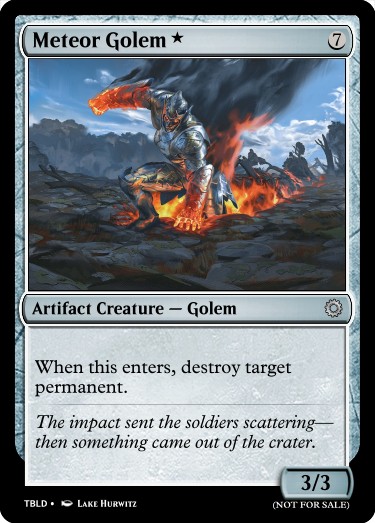 Meteor Golem ★ 7
Artifact Creature — Golem
When this enters, destroy target
permanent.
The impact sent the soldiers scattering—
then something came out of the crater.
3/3
TBLD • Lake Hurwitz
(NOT FOR SALE)